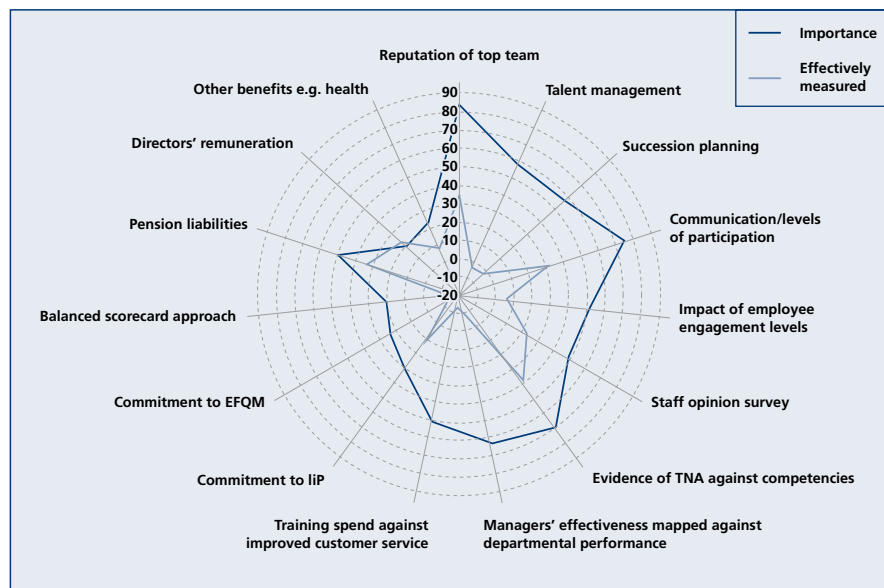 Importance
Effectively
measured
Reputation of top team
Other benefits e.g. health
Talent management
Directors' remuneration
Succession planning
Pension liabilities
Communication/levels
of participation
Balanced scorecard approach
Impact of employee
engagement levels
Commitment to EFQM
Staff opinion survey
Commitment to liP
Evidence of TNA against competencies
Training spend against
improved customer service
Managers' effectiveness mapped against
departmental performance
90
80
70
60
50
40
30
20
10
0
-10
-20